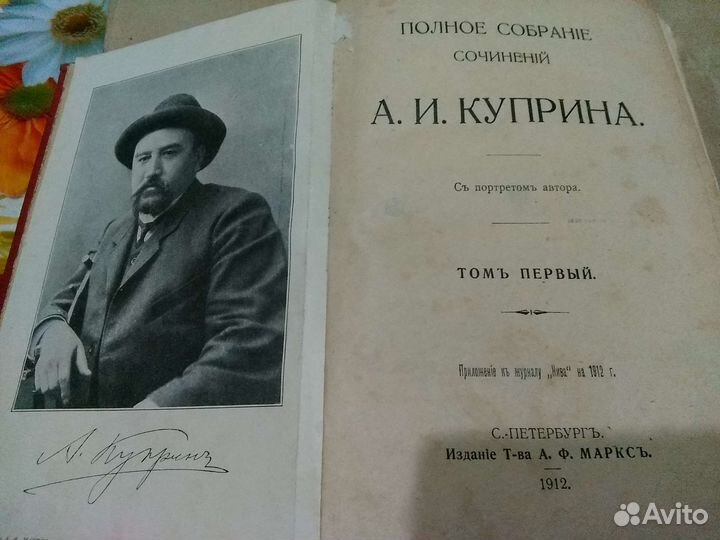 А. Купринъ
ПОЛНОЕ СОБРАНІЕ
СОЧИНЕНІЙ
А. И. КУПРИНА.
Съ портретомъ автора.
ТОМЪ ПЕРВЫЙ.
Приложеніе къ журналу „Нива“ на 1912 г.
С.-ПЕТЕРБУРГЪ.
Изданіе Т-ва А. Ф. МАРКСЪ.
1912.
Avito